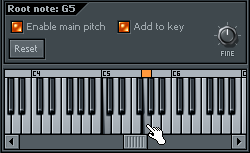 Root note: G5
Enable main pitch
Add to key
Reset
FINE
C4
C5
C6